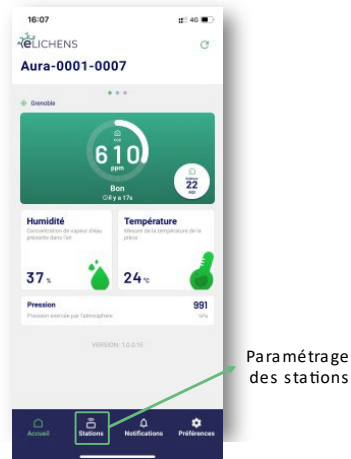 16:07
4G
eLICHENS
Aura-0001-0007
Grenoble
610
ppm
Bon
il y a 17s
22
AQI
Humidité
Concentration de vapeur d'eau
présente dans l'air
37 %
Température
Mesure de la température de la
pièce
24 °C
Pression
Pression exercée par l'atmosphère
991
hPa
VERSION: 1.0.0.15
Accueil
Stations
Notifications
Préférences
Paramétrage
des stations